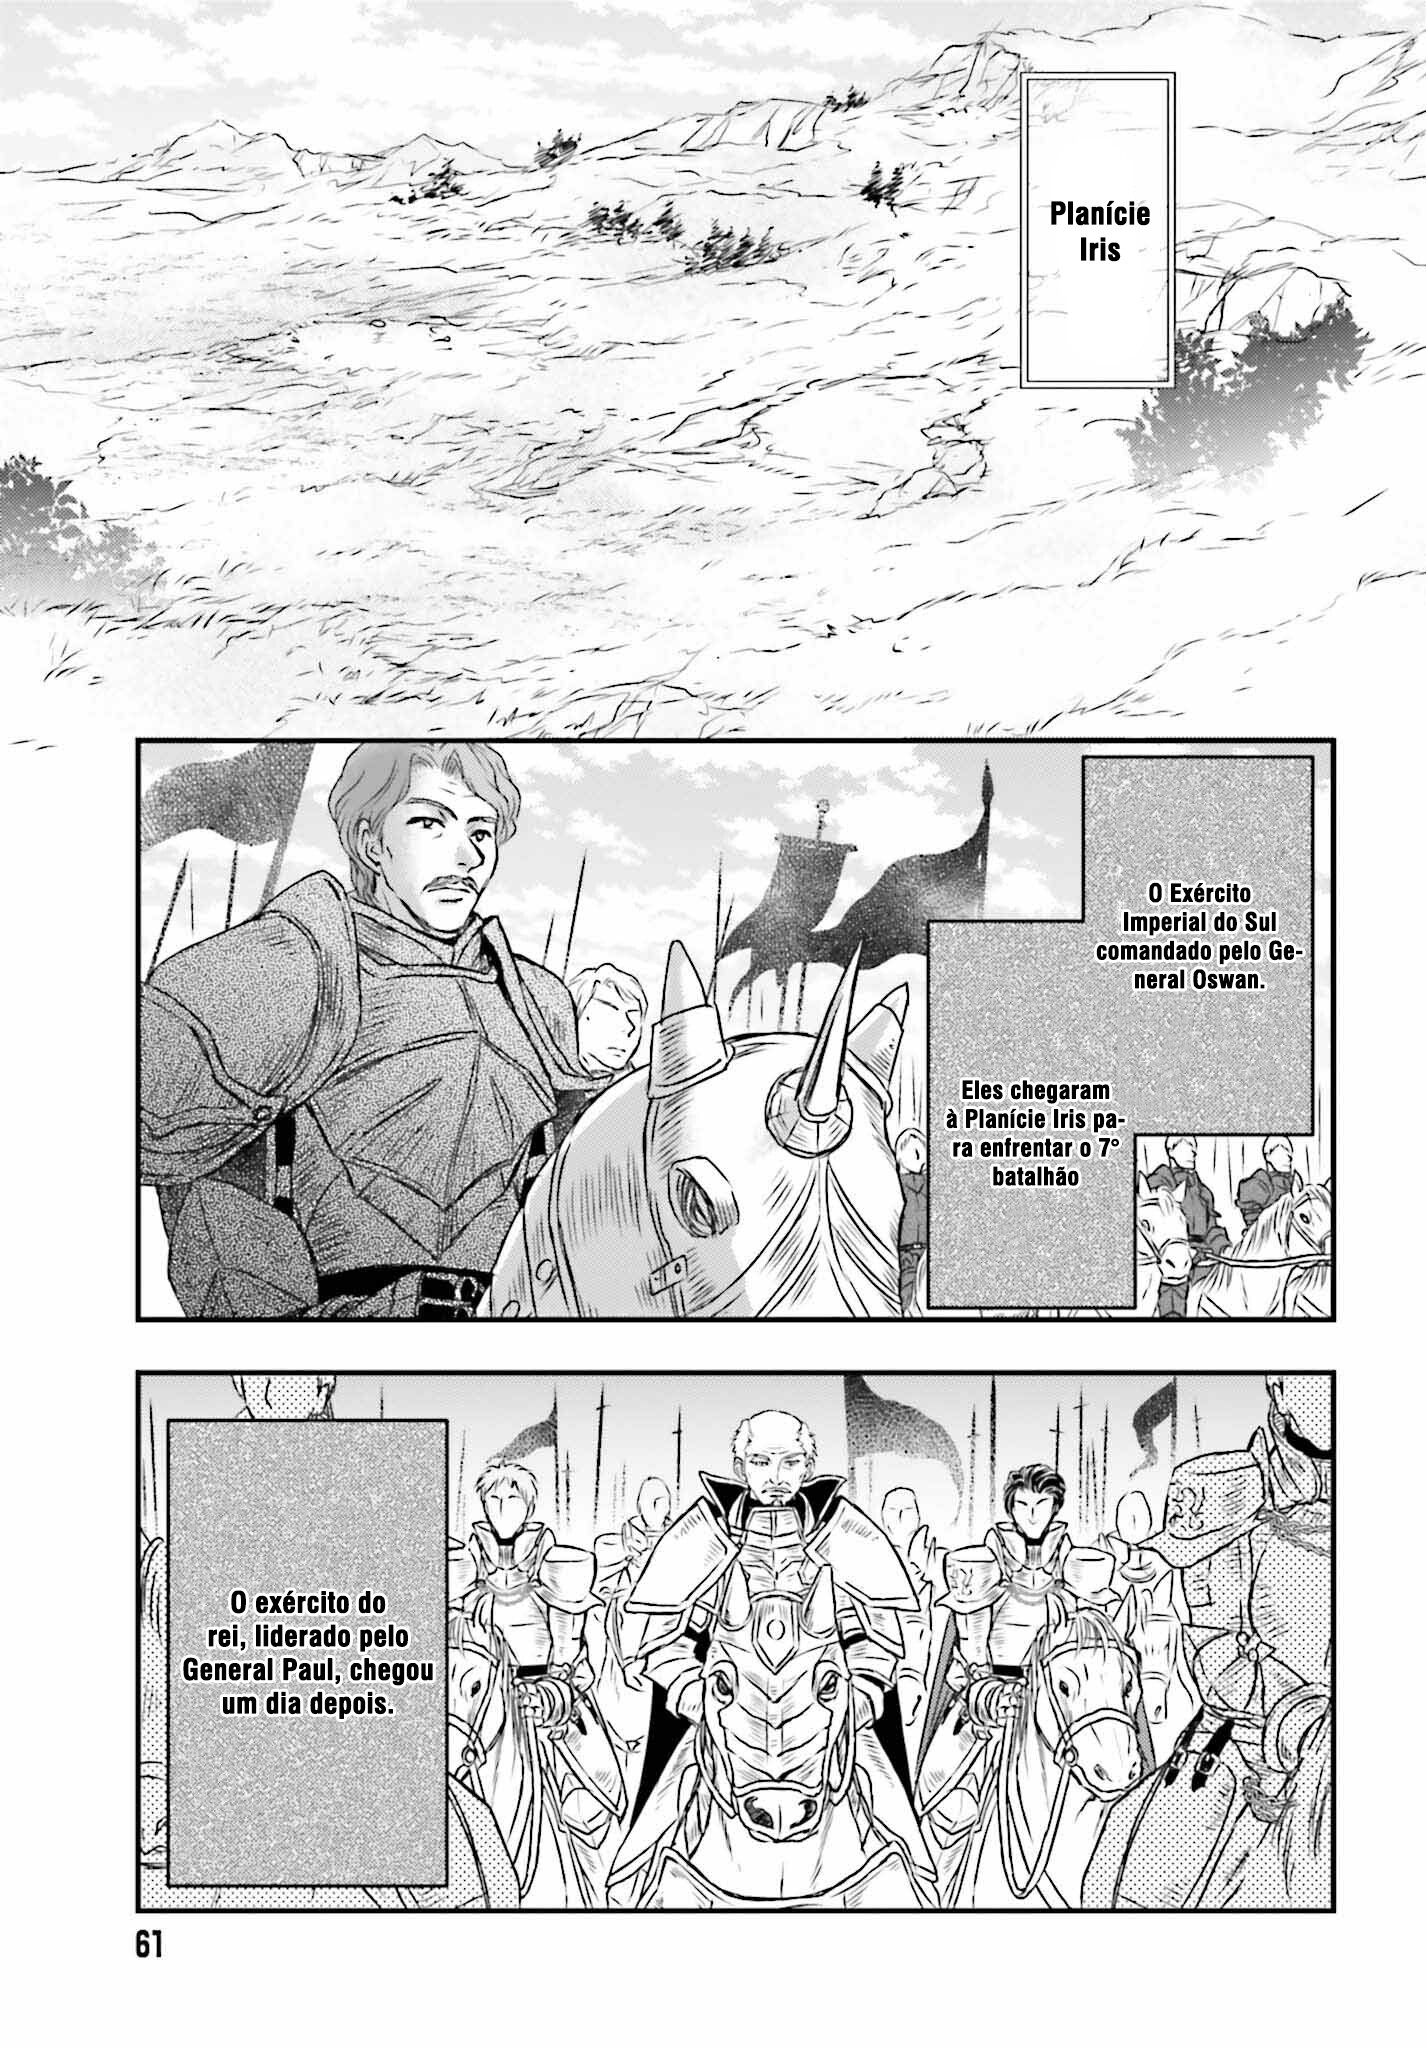 Planície
Iris
O Exército
Imperial do Sul
comandado pelo Ge-
neral Oswan.
Eles chegaram
à Planície Iris pa-
ra enfrentar o 7°
batalhão
O exército do
rei, liderado pelo
General Paul, chegou
um dia depois.
61